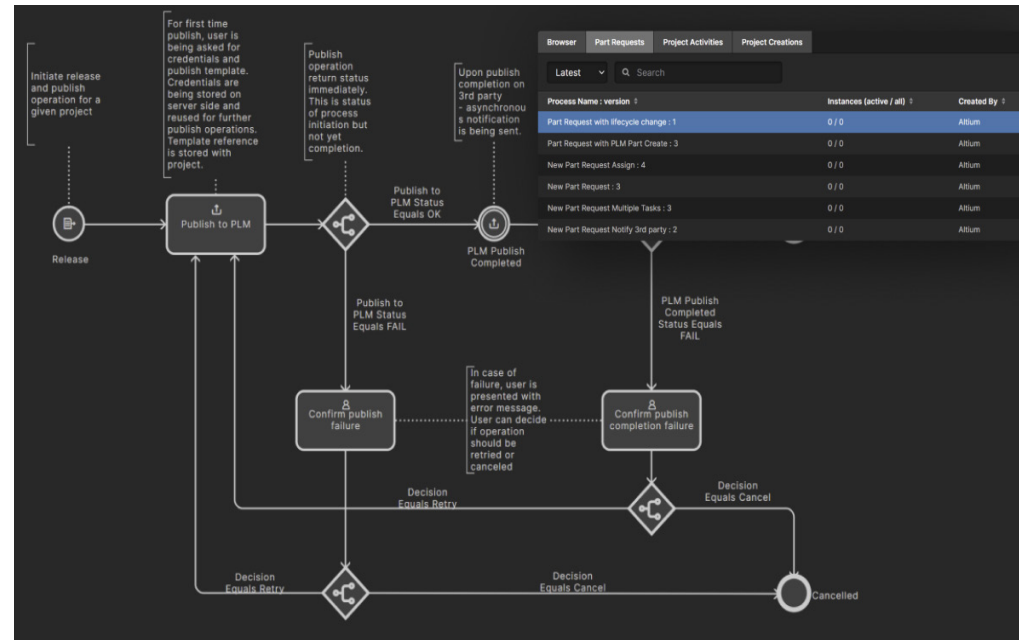 Initiate release
and publish
operation for a
given project
For first time
publish, user is
being asked for
credentials and
publish template.
Credentials are
being stored on
server side and
reused for further
publish operations.
Template reference
is stored with
project.
Publish
operation
return status
immediately.
This is status
of process
initiation but
not yet
completion.
Upon publish
completion on
3rd party
- asynchronou
s notification
is being sent.
Browser
Part Requests
Project Activities
Project Creations
Latest
Search
Process Name : version
Instances (active / all)
Created By
Part Request with lifecycle change : 1
0 / 0
Altium
Part Request with PLM Part Create : 3
0 / 0
Altium
New Part Request Assign : 4
0 / 0
Altium
New Part Request : 3
0 / 0
Altium
New Part Request Multiple Tasks : 3
0 / 0
Altium
New Part Request Notify 3rd party : 2
0 / 0
Altium
Release
Publish to PLM
Publish to
PLM Status
Equals OK
PLM Publish
Completed
Publish to
PLM Status
Equals FAIL
PLM Publish
Completed
Status Equals
FAIL
Confirm publish
failure
In case of
failure, user is
presented with
error message.
User can decide
if operation
should be
retried or
canceled
Confirm publish
completion failure
Decision
Equals Retry
Decision
Equals Cancel
Decision
Equals Retry
Decision
Equals Cancel
Cancelled